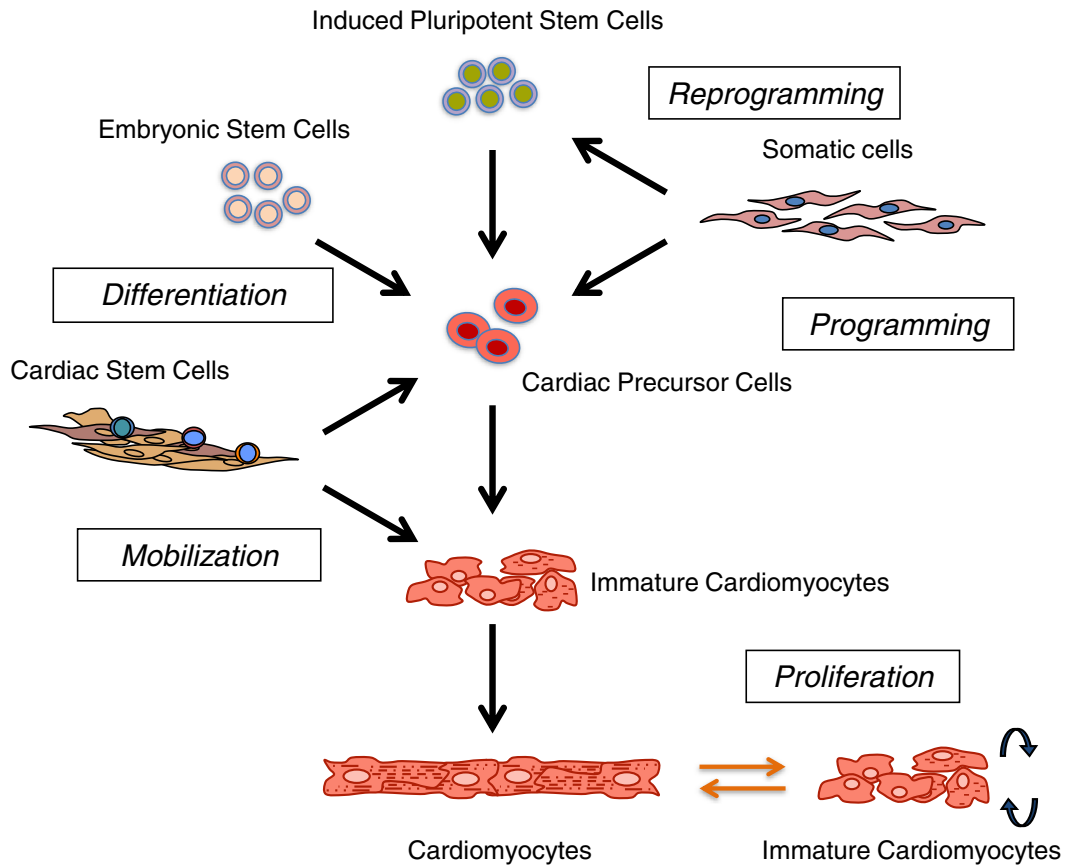 Induced Pluripotent Stem Cells
Reprogramming
Embryonic Stem Cells
Somatic cells
Differentiation
Programming
Cardiac Stem Cells
Cardiac Precursor Cells
Mobilization
Immature Cardiomyocytes
Proliferation
Cardiomyocytes
Immature Cardiomyocytes